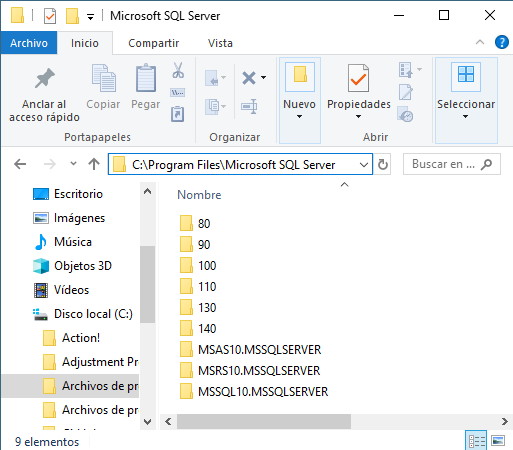 Microsoft SQL Server
Archivo Inicio Compartir Vista
Anclar al
acceso rápido
Copiar
Pegar
Portapapeles
Organizar
Nuevo
Propiedades
Abrir
Seleccionar
C:\Program Files\Microsoft SQL Server
Buscar en ...
Escritorio
Imágenes
Música
Objetos 3D
Vídeos
Disco local (C:)
Action!
Adjustment Pr
Archivos de pr
Archivos de pr
Nombre
80
90
100
110
130
140
MSAS10.MSSQLSERVER
MSRS10.MSSQLSERVER
MSSQL10.MSSQLSERVER
9 elementos